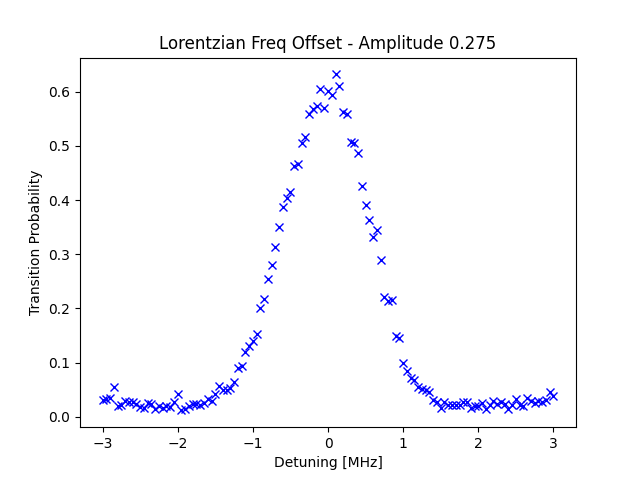 Lorentzian Freq Offset - Amplitude 0.275
Transition Probability
0.6
0.5
0.4
0.3
0.2
0.1
0.0
−3 −2 −1 0 1 2 3
Detuning [MHz]